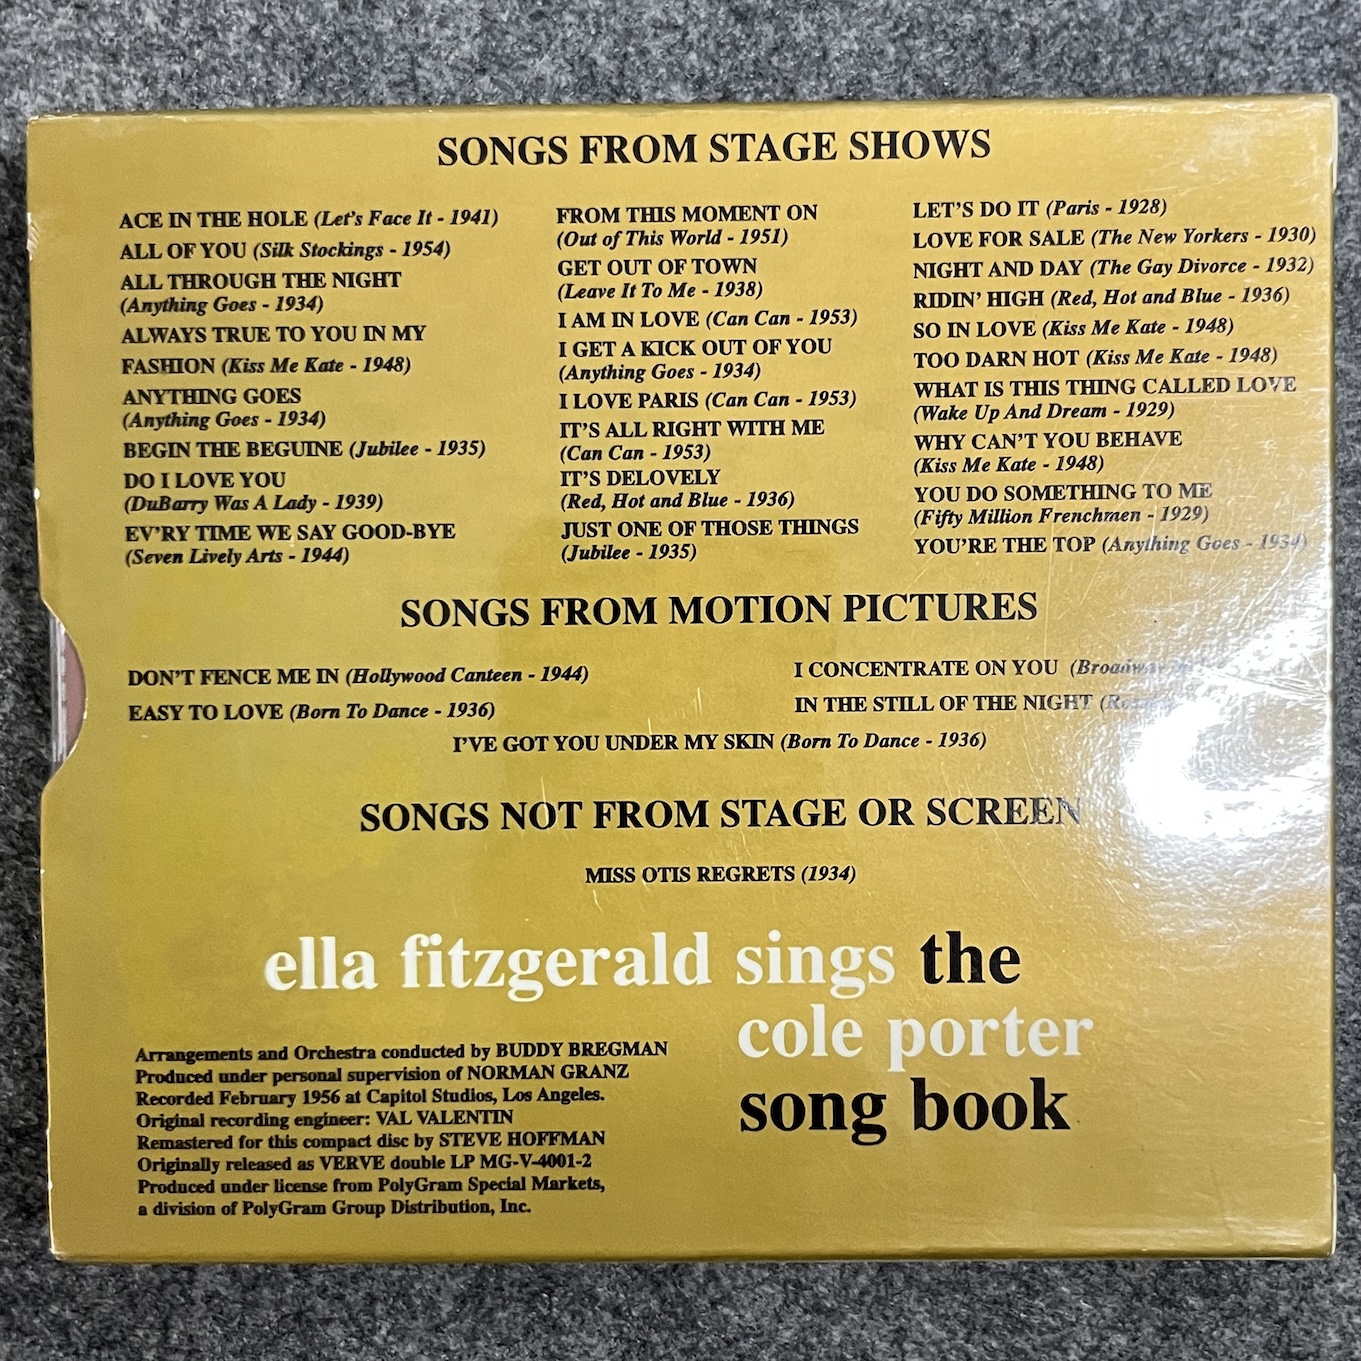 SONGS FROM STAGE SHOWS
ACE IN THE HOLE (Let's Face It - 1941)
ALL OF YOU (Silk Stockings - 1954)
ALL THROUGH THE NIGHT
(Anything Goes - 1934)
ALWAYS TRUE TO YOU IN MY
FASHION (Kiss Me Kate - 1948)
ANYTHING GOES
(Anything Goes - 1934)
BEGIN THE BEGUINE (Jubilee - 1935)
DO I LOVE YOU
(DuBarry Was A Lady - 1939)
EV'RY TIME WE SAY GOOD-BYE
(Seven Lively Arts - 1944)
FROM THIS MOMENT ON
(Out of This World - 1951)
GET OUT OF TOWN
(Leave It To Me - 1938)
I AM IN LOVE (Can Can - 1953)
I GET A KICK OUT OF YOU
(Anything Goes - 1934)
I LOVE PARIS (Can Can - 1953)
IT'S ALL RIGHT WITH ME
(Can Can - 1953)
IT'S DELOVELY
(Red, Hot and Blue - 1936)
JUST ONE OF THOSE THINGS
(Jubilee - 1935)
LET'S DO IT (Paris - 1928)
LOVE FOR SALE (The New Yorkers - 1930)
NIGHT AND DAY (The Gay Divorce - 1932)
RIDIN' HIGH (Red, Hot and Blue - 1936)
SO IN LOVE (Kiss Me Kate - 1948)
TOO DARN HOT (Kiss Me Kate - 1948)
WHAT IS THIS THING CALLED LOVE
(Wake Up And Dream - 1929)
WHY CAN'T YOU BEHAVE
(Kiss Me Kate - 1948)
YOU DO SOMETHING TO ME
(Fifty Million Frenchmen - 1929)
YOU'RE THE TOP (Anything Goes - 1934)
SONGS FROM MOTION PICTURES
DON'T FENCE ME IN (Hollywood Canteen - 1944)
I CONCENTRATE ON YOU
EASY TO LOVE (Born To Dance - 1936)
IN THE STILL OF THE NIGHT
I'VE GOT YOU UNDER MY SKIN (Born To Dance - 1936)
SONGS NOT FROM STAGE OR SCREEN
MISS OTIS REGRETS (1934)
ella fitzgerald sings the
cole porter
song book
Arrangements and Orchestra conducted by BUDDY BREGMAN
Produced under personal supervision of NORMAN GRANZ
Recorded February 1956 at Capitol Studios, Los Angeles.
Original recording engineer: VAL VALENTIN
Remastered for this compact disc by STEVE HOFFMAN
Originally released as VERVE double LP MG-V-4001-2
Produced under license from PolyGram Special Markets,
a division of PolyGram Group Distribution, Inc.